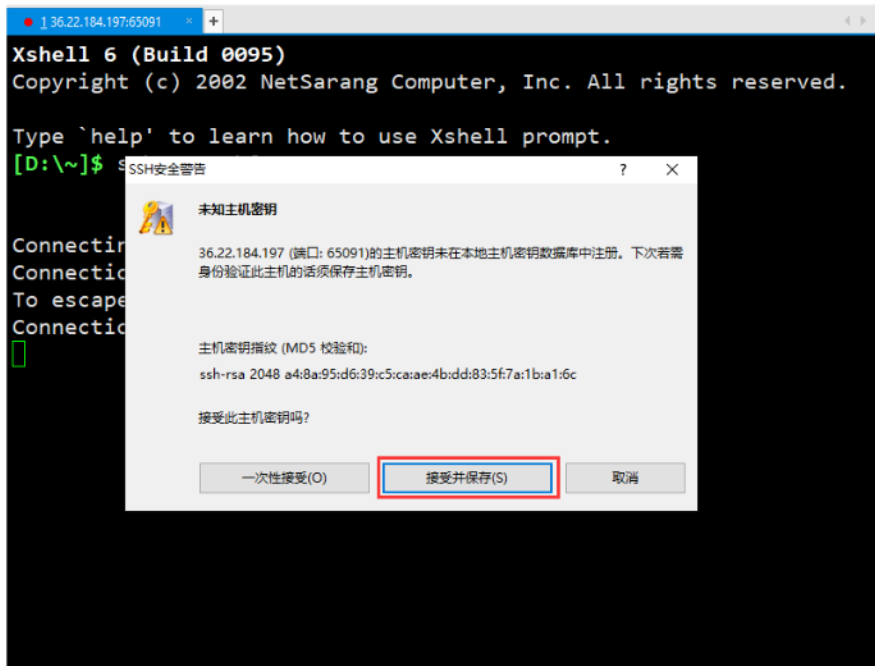 1 36.22.184.197:65091 × +
Xshell 6 (Build 0095)
Copyright (c) 2002 NetSarang Computer, Inc. All rights reserved.
Type `help' to learn how to use Xshell prompt.
[D:\~]$ s
SSH安全警告 ? ×
未知主机密钥
36.22.184.197 (端口: 65091)的主机密钥未在本地主机密钥数据库中注册。下次若需
身份验证此主机的话须保存主机密钥。
Connectin
Connectio
To escape
Connectio
主机密钥指纹 (MD5 校验和):
ssh-rsa 2048 a4:8a:95:d6:39:c5:ca:ae:4b:dd:83:5f:7a:1b:a1:6c
接受此主机密钥吗?
一次性接受(O) 接受并保存(S) 取消